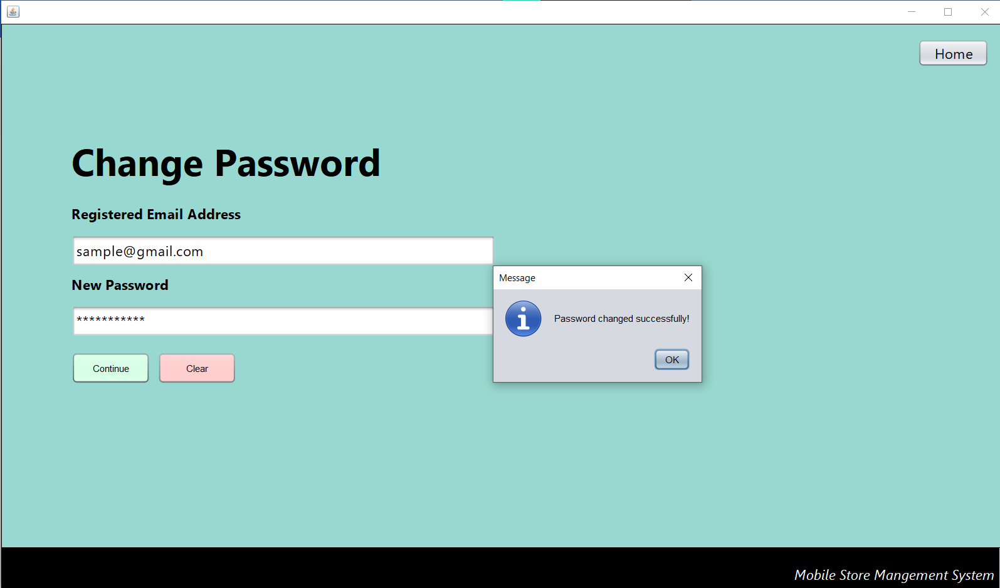 Home
Change Password
Registered Email Address
sample@gmail.com
New Password
***********
Continue
Clear
Message
Password changed successfully!
OK
Mobile Store Mangement System